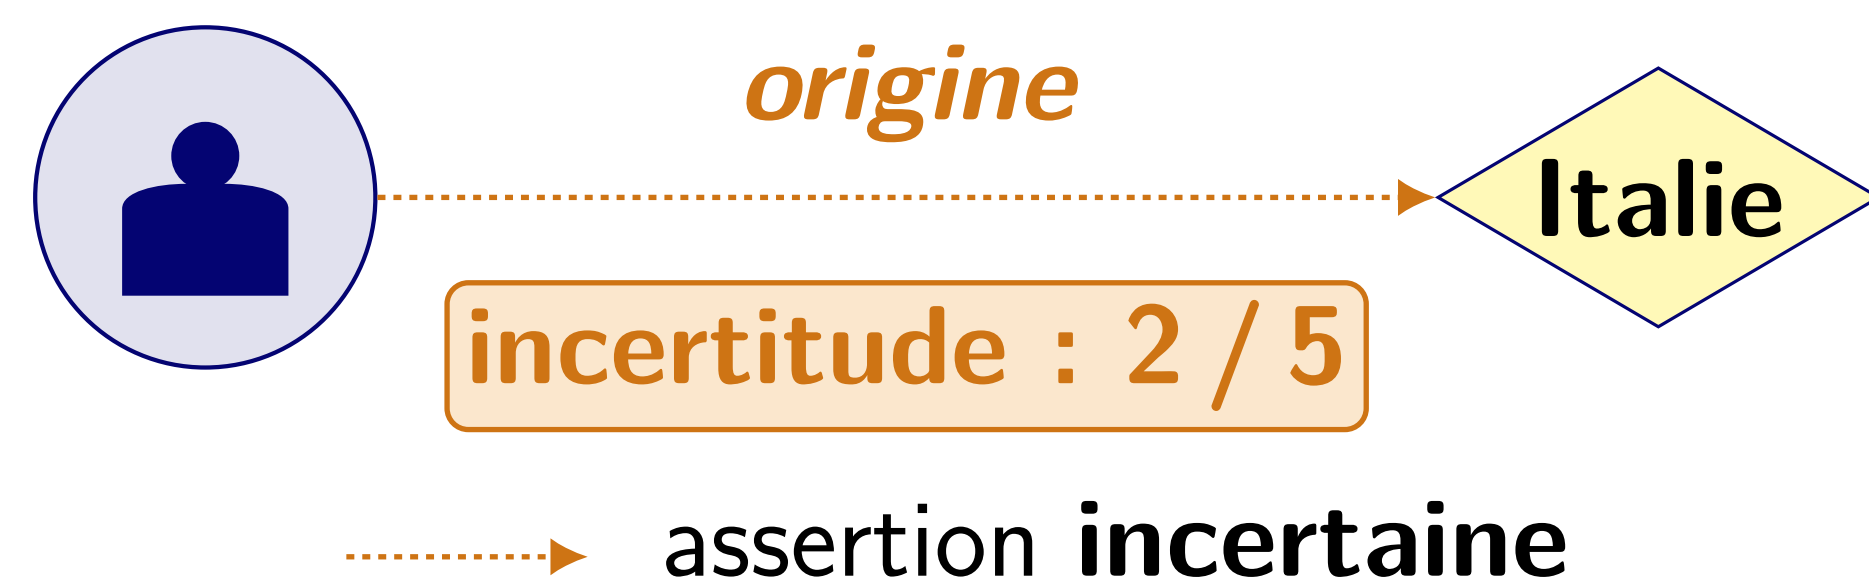 origine
Italie
incertitude : 2 / 5
assertion incertaine